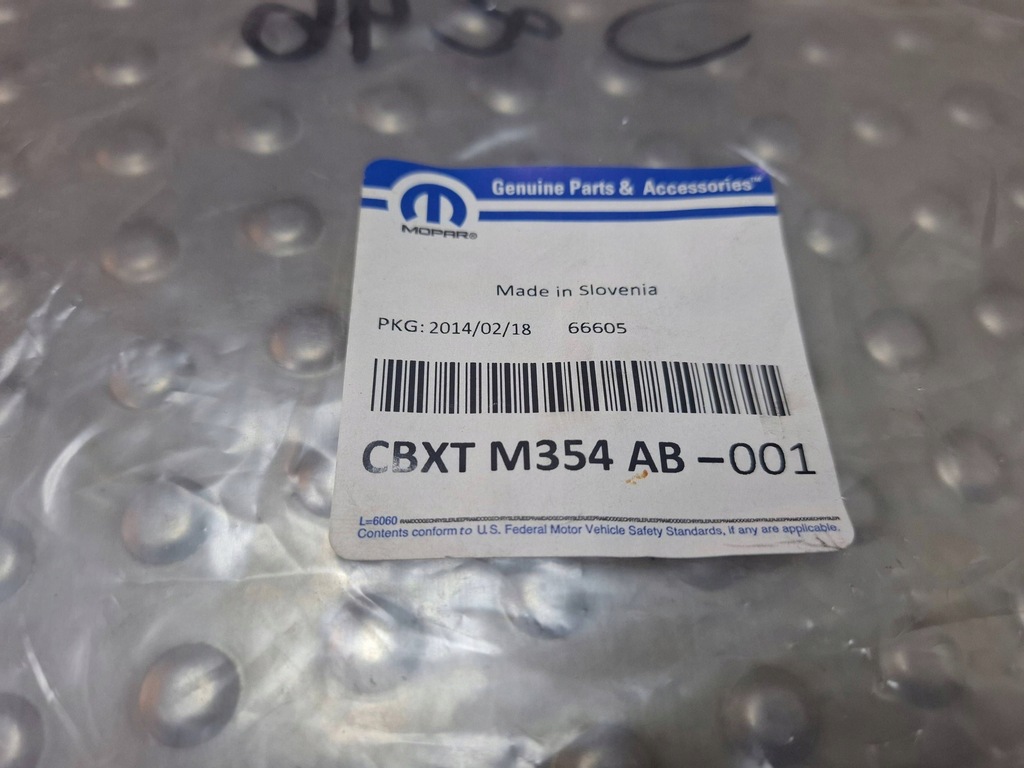 Genuine Parts & Accessories™
MOPAR®
Made in Slovenia
PKG: 2014/02/18 66605
CBXT M354 AB –001
L=6060
Contents conform to U.S. Federal Motor Vehicle Safety Standards, if any are applicable.